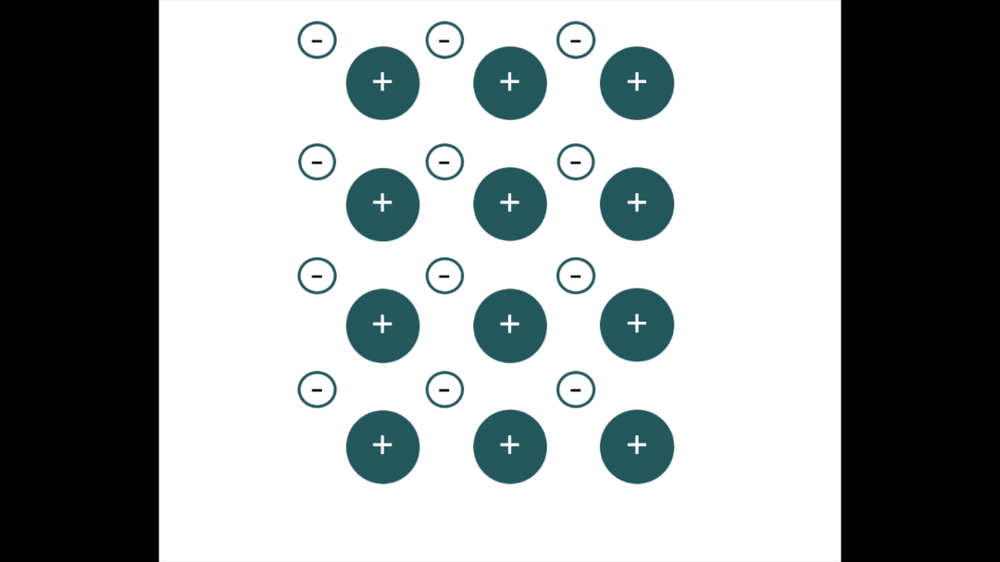 - - -
+ + +
- - -
+ + +
- - -
+ + +
- - -
+ + +